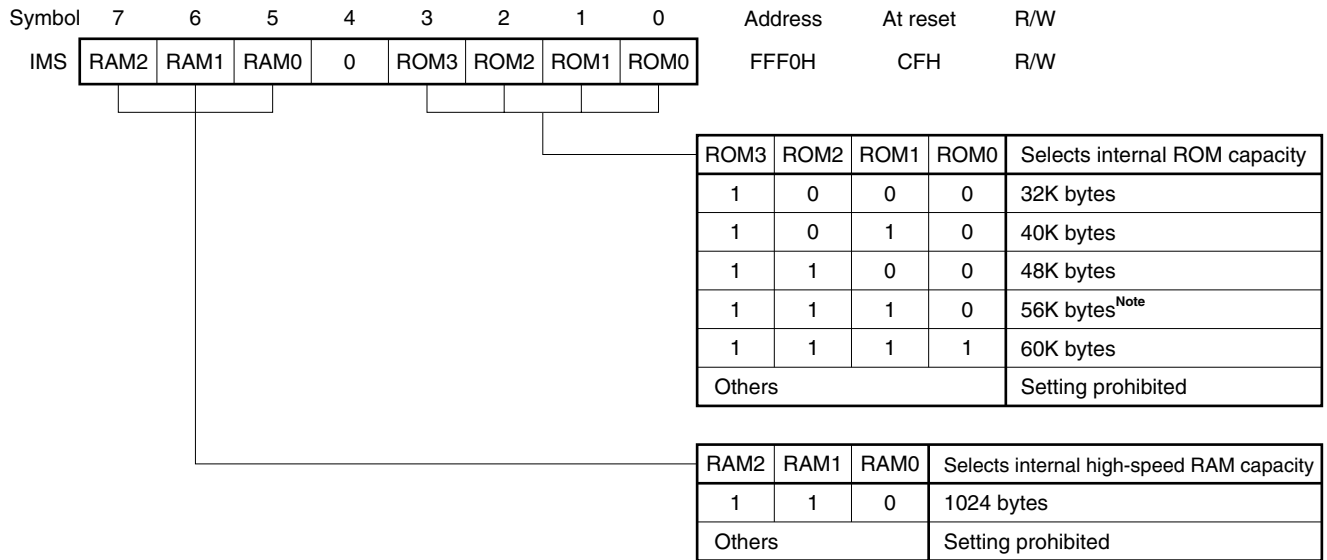 Symbol 7 6 5 4 3 2 1 0 Address At reset R/W
IMS RAM2 RAM1 RAM0 0 ROM3 ROM2 ROM1 ROM0 FFF0H CFH R/W
ROM3 ROM2 ROM1 ROM0 Selects internal ROM capacity
1 0 0 0 32K bytes
1 0 1 0 40K bytes
1 1 0 0 48K bytes
1 1 1 0 56K bytesNote
1 1 1 1 60K bytes
Others Setting prohibited
RAM2 RAM1 RAM0 Selects internal high-speed RAM capacity
1 1 0 1024 bytes
Others Setting prohibited